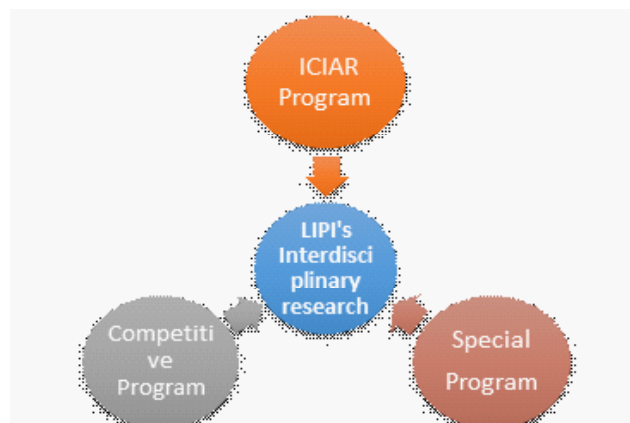 ICIAR
Program
LIPI's
Interdisci
plinary
research
Competiti
ve
Program
Special
Program